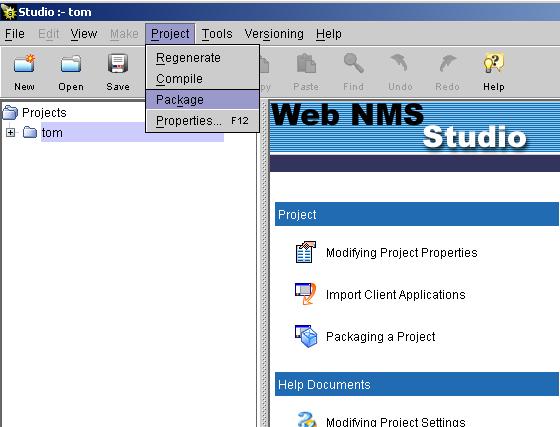 Studio :- tom
File Edit View Make Project Tools Versioning Help
Regenerate
Compile
Package
Properties... F12
New Open Save Paste Find Undo Redo Help
Projects
tom
Web NMS
Studio
Project
Modifying Project Properties
Import Client Applications
Packaging a Project
Help Documents
Modifying Project Settings